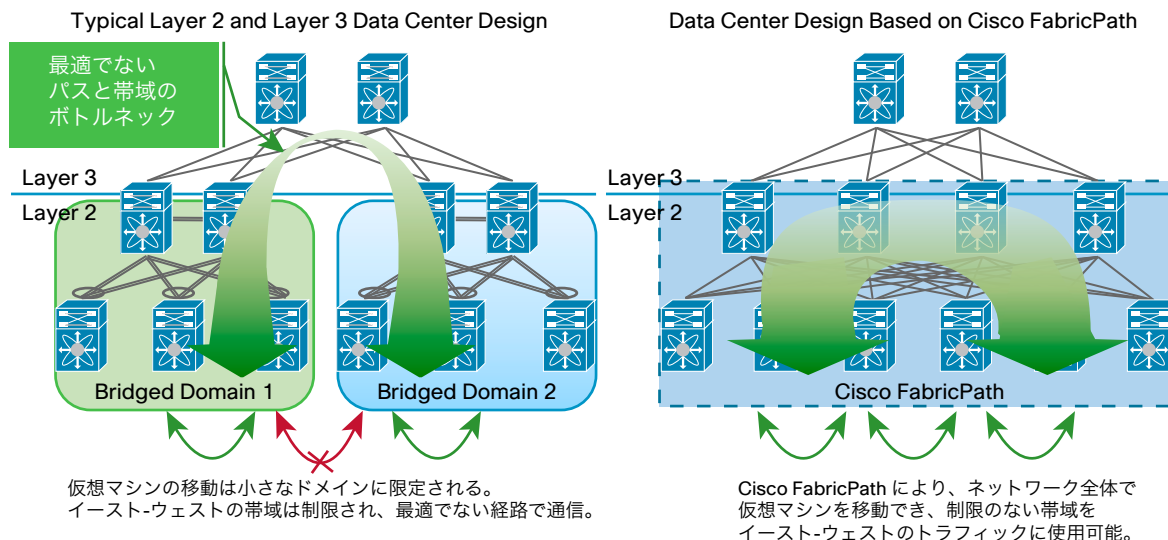 Typical Layer 2 and Layer 3 Data Center Design
最適でない
パスと帯域の
ボトルネック
Layer 3
Layer 2
Bridged Domain 1
Bridged Domain 2
仮想マシンの移動は小さなドメインに限定される。
イースト-ウェストの帯域は制限され、最適でない経路で通信。
Data Center Design Based on Cisco FabricPath
Layer 3
Layer 2
Cisco FabricPath
Cisco FabricPath により、ネットワーク全体で
仮想マシンを移動でき、制限のない帯域を
イースト-ウェストのトラフィックに使用可能。